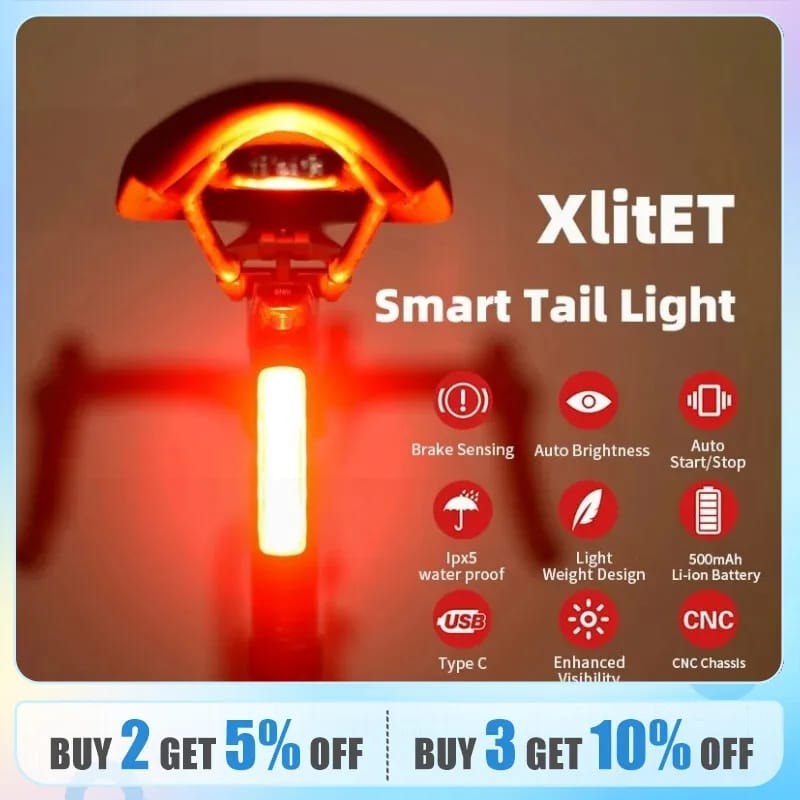 XlitET
Smart Tail Light
Brake Sensing
Auto Brightness
Auto
Start/Stop
Ipx5
water proof
Light
Weight Design
500mAh
Li-ion Battery
USB
Type C
Enhanced
Visibility
CNC
CNC Chassis
BUY 2 GET 5% OFF
BUY 3 GET 10% OFF